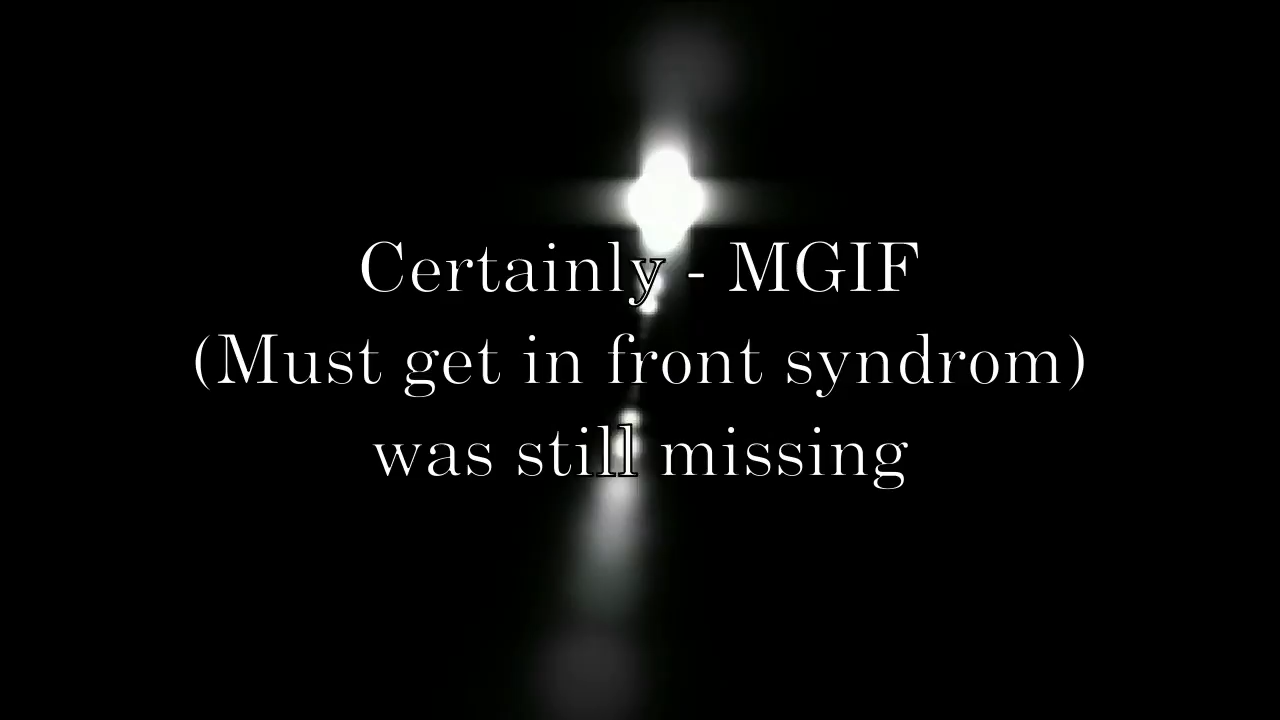 Certainly - MGIF
(Must get in front syndrom)
was still missing